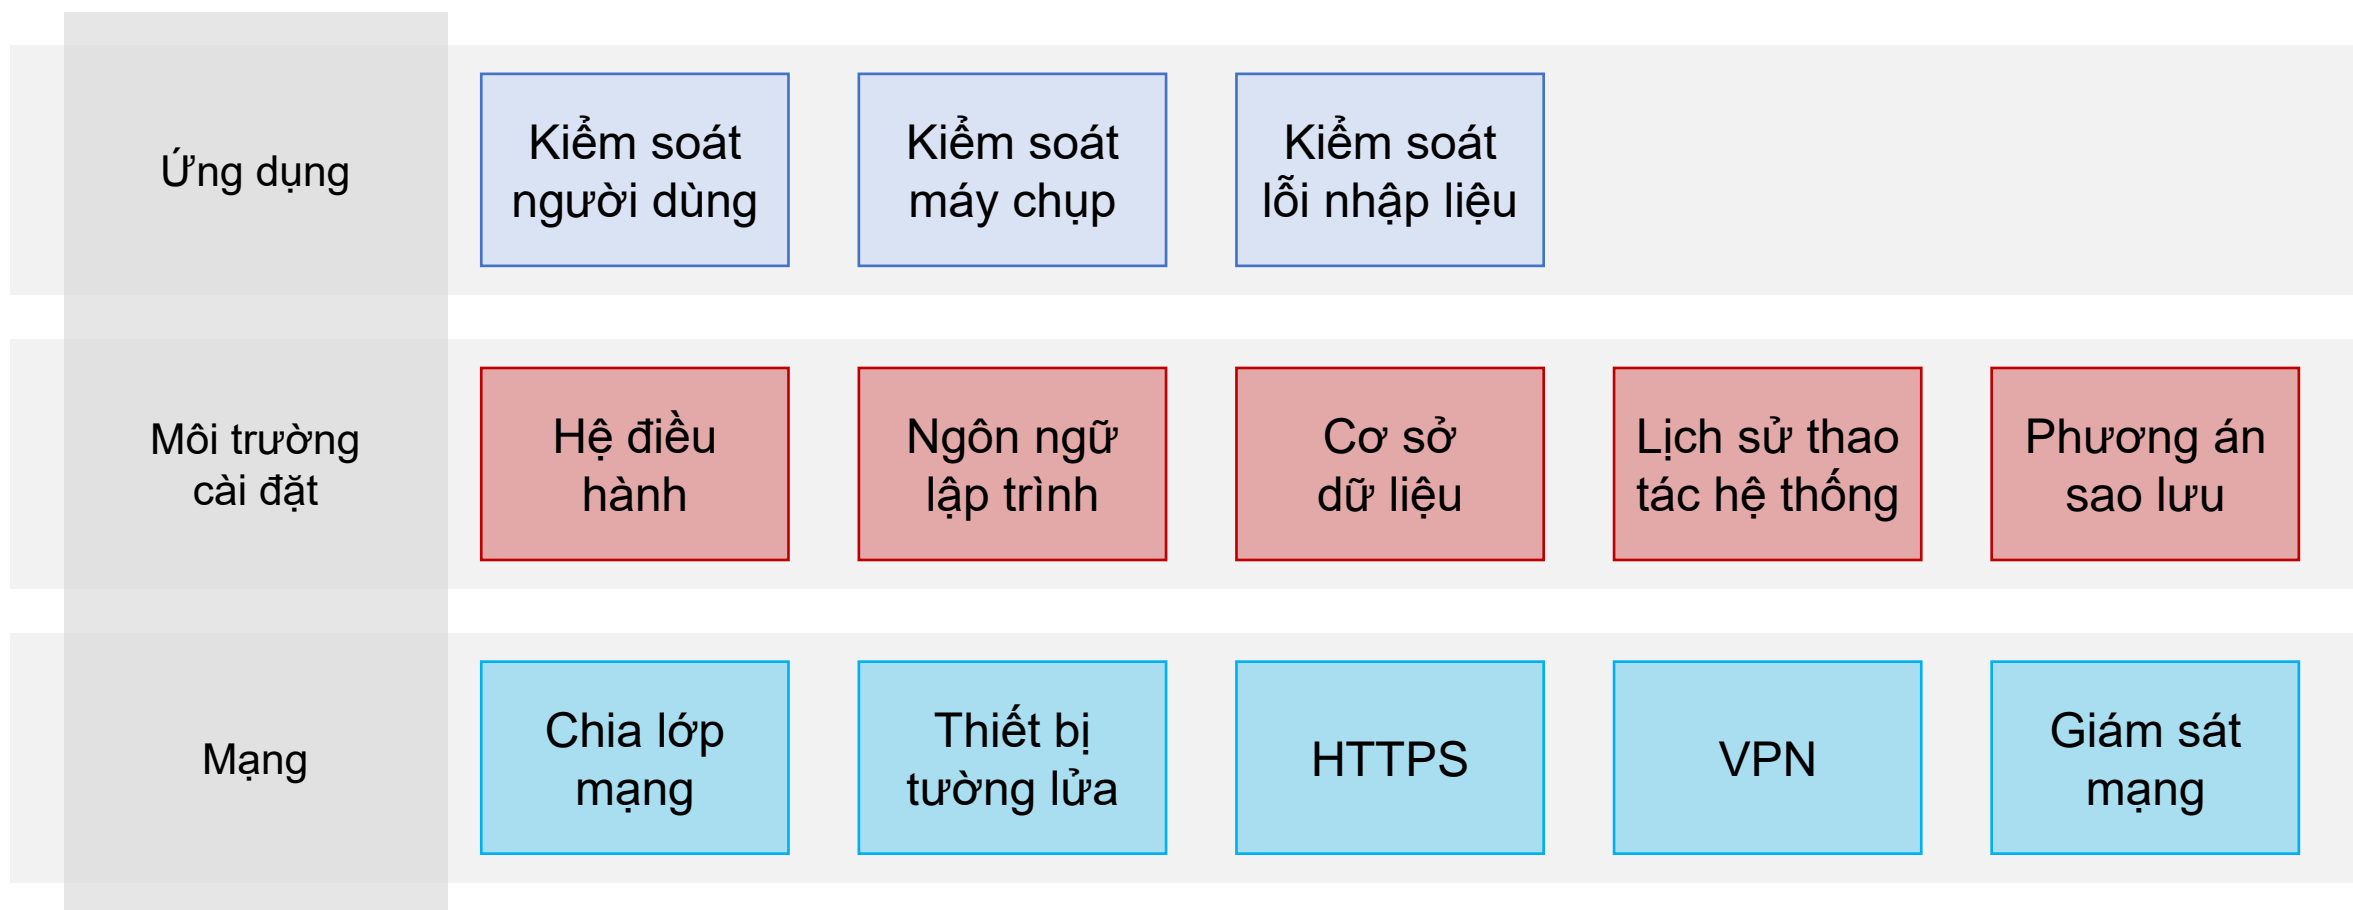 Ứng dụng
Kiểm soát
người dùng
Kiểm soát
máy chụp
Kiểm soát
lỗi nhập liệu
Môi trường
cài đặt
Hệ điều
hành
Ngôn ngữ
lập trình
Cơ sở
dữ liệu
Lịch sử thao
tác hệ thống
Phương án
sao lưu
Mạng
Chia lớp
mạng
Thiết bị
tường lửa
HTTPS
VPN
Giám sát
mạng